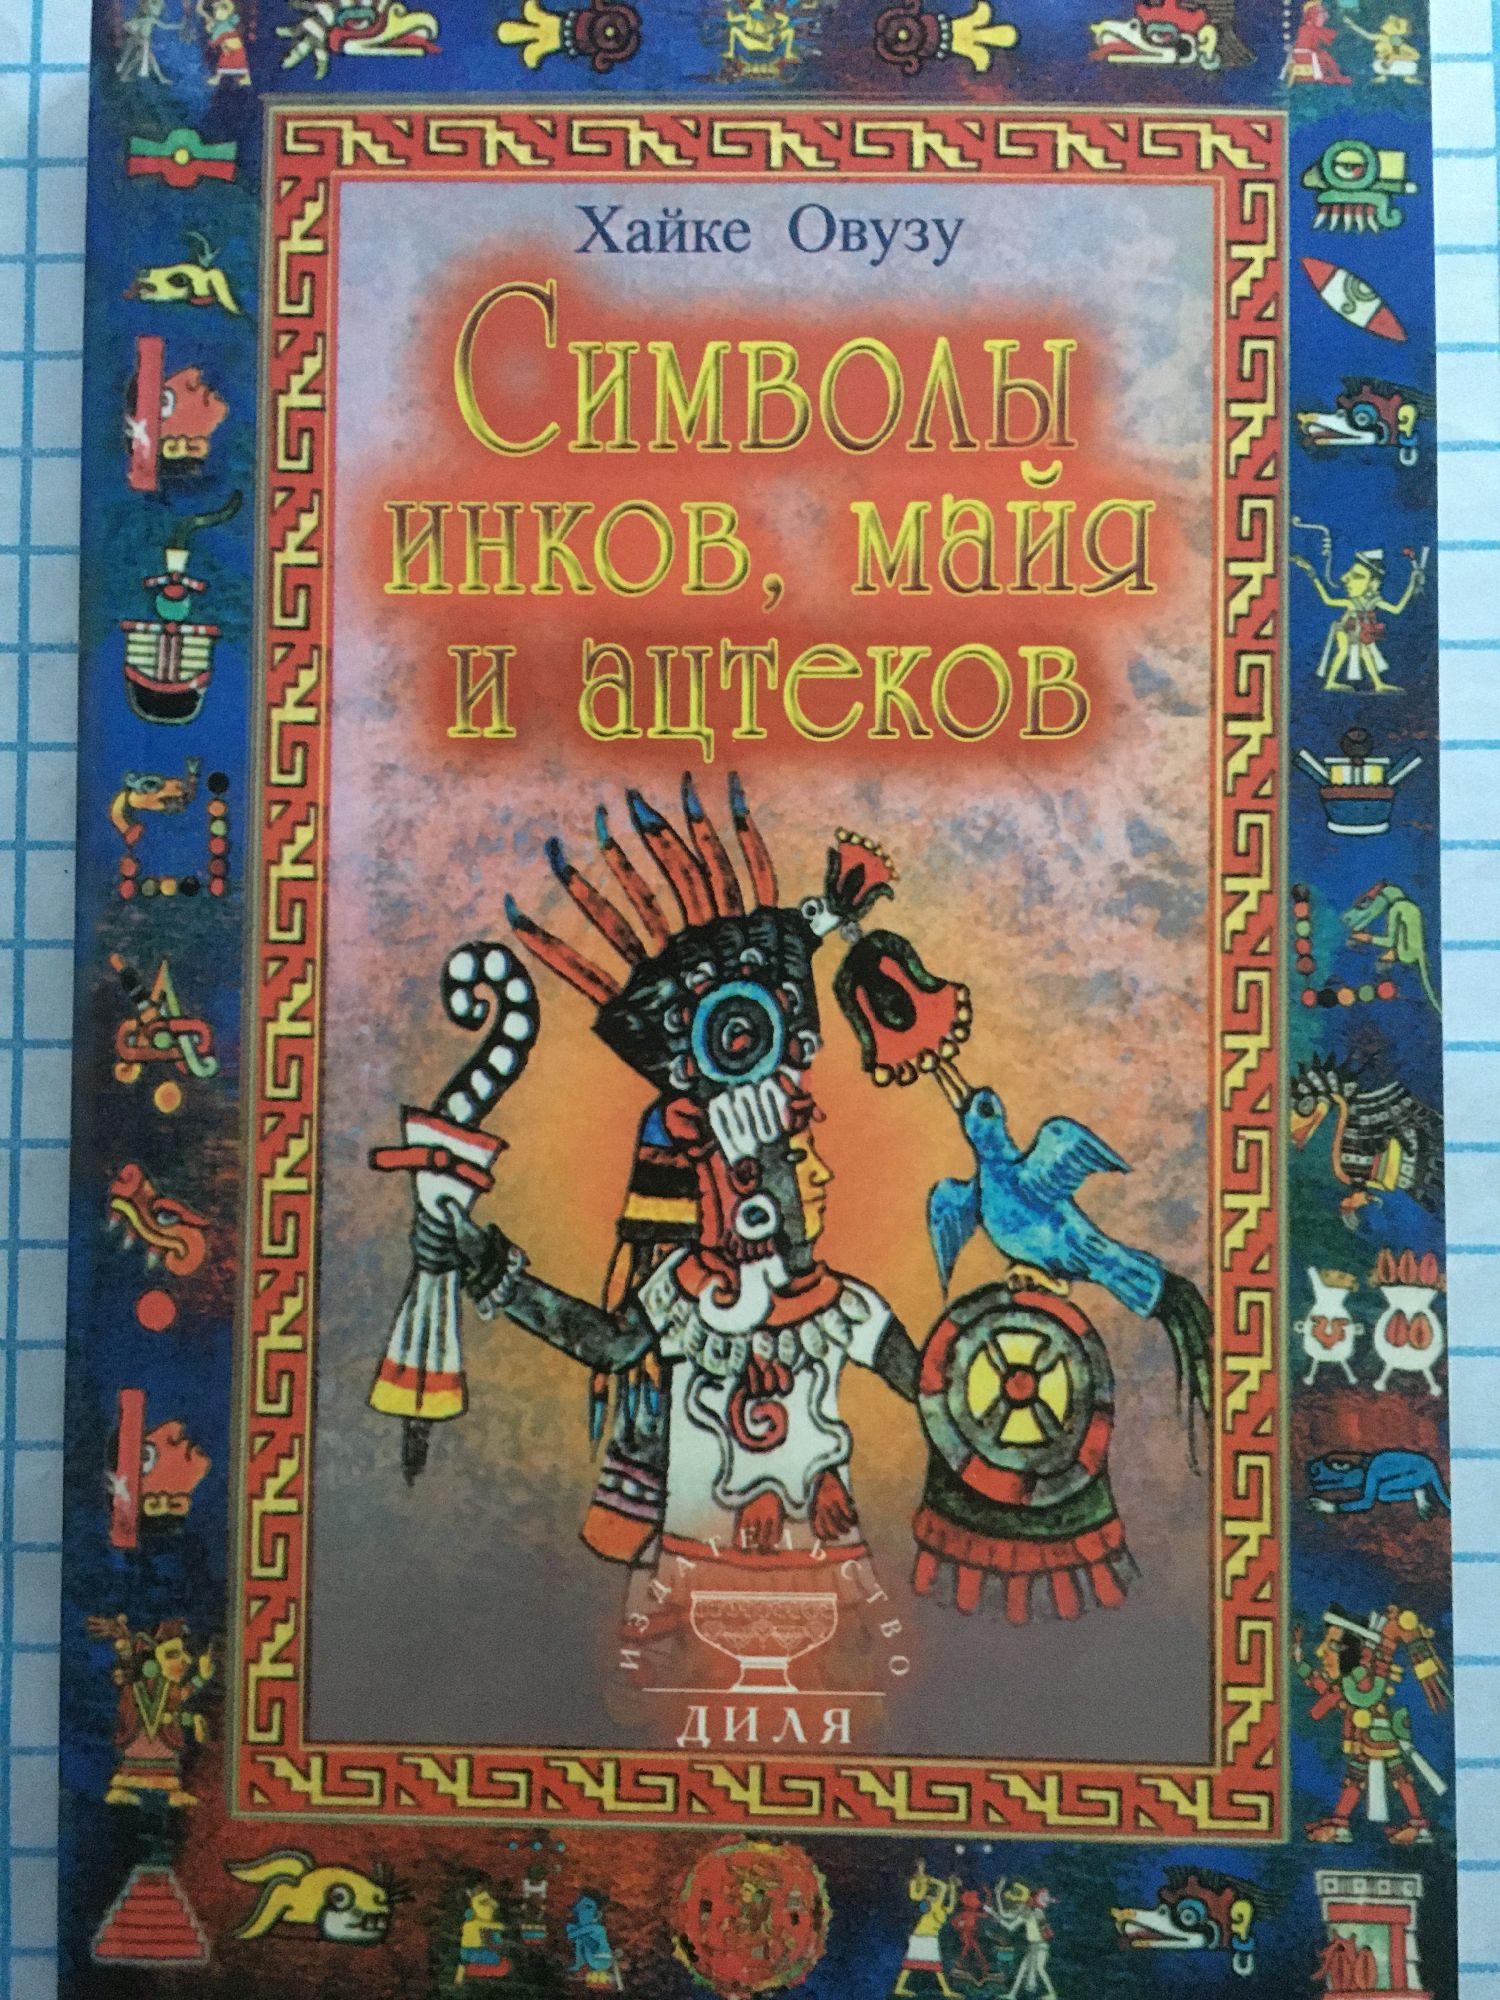 Хайке Овузу
Символы
инков, майя
и ацтеков
ИЗДАТЕЛЬСТВО
ДИЛЯ